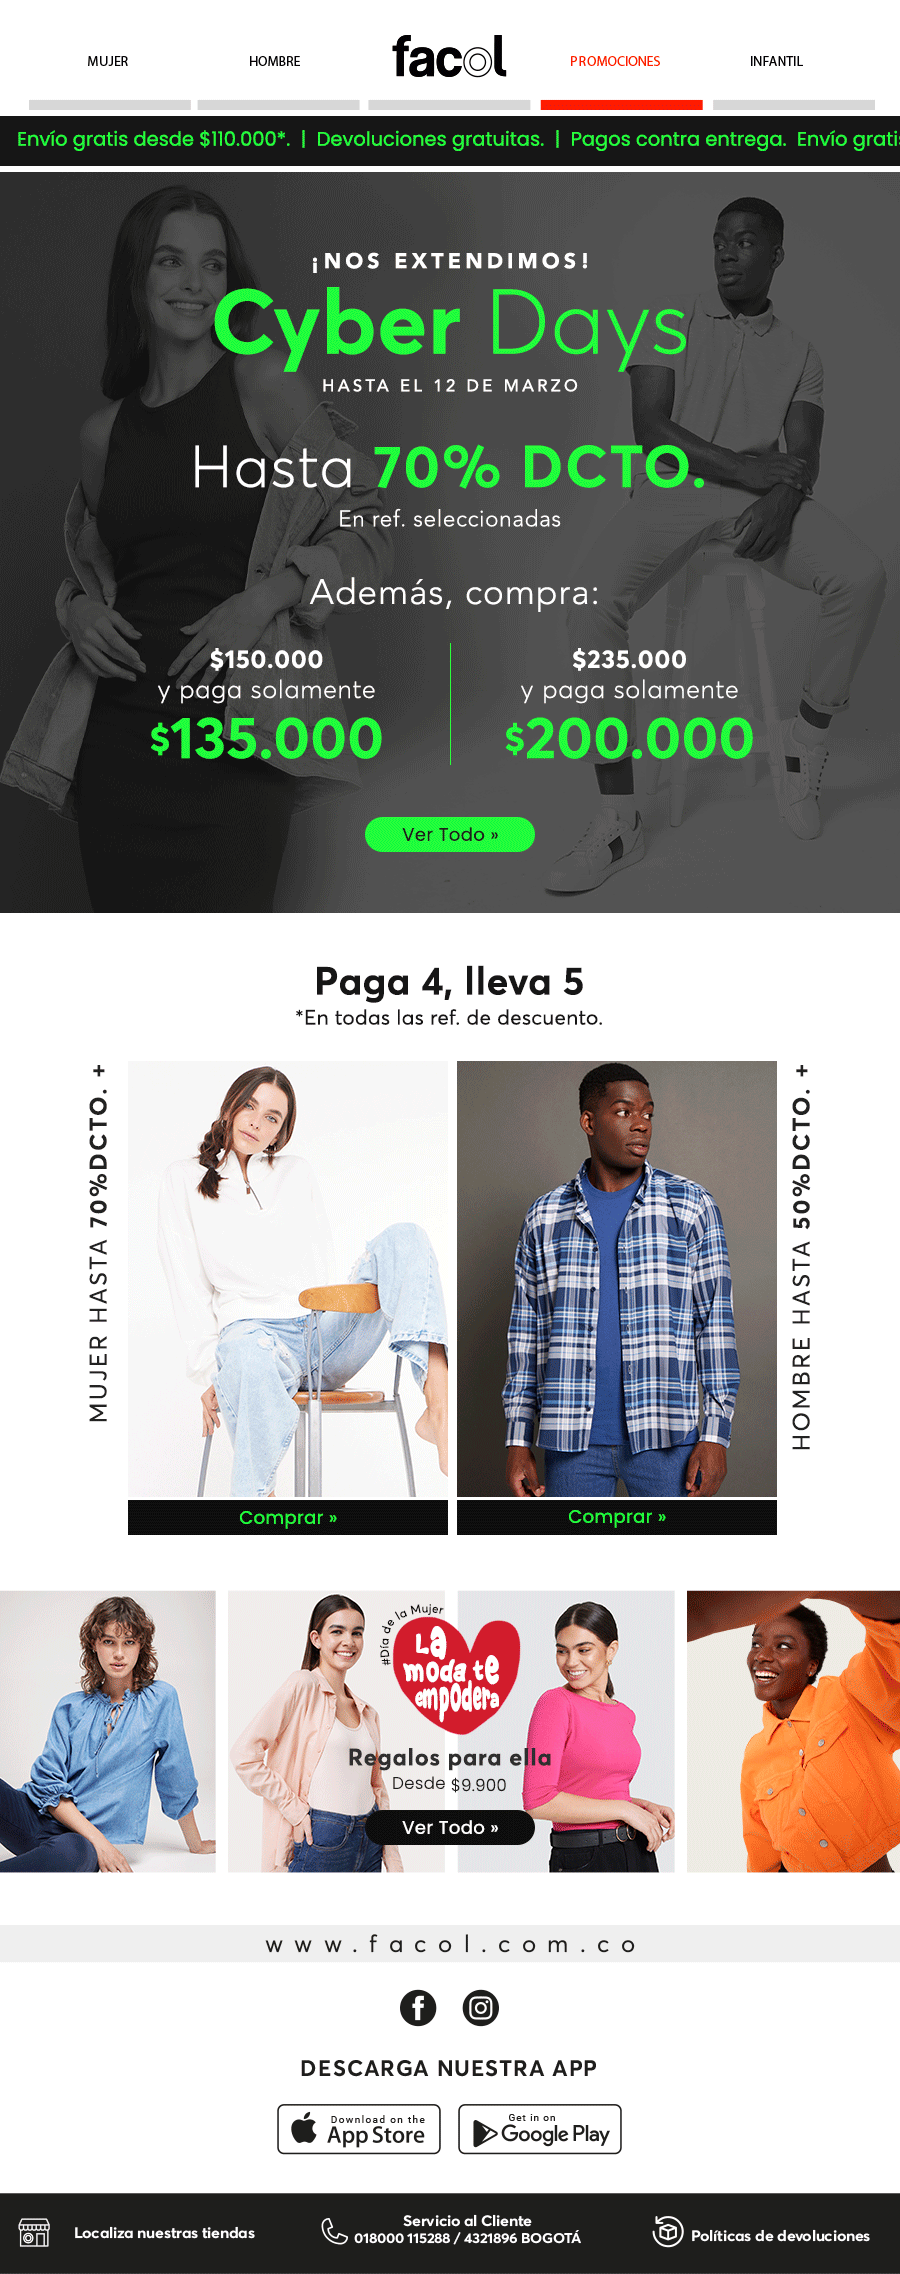 MUJER
HOMBRE
facol
PROMOCIONES
INFANTIL
Envío gratis desde $110.000*. | Devoluciones gratuitas. | Pagos contra entrega. Envío gratis
¡NOS EXTENDIMOS!
Cyber Days
HASTA EL 12 DE MARZO
Hasta 70% DCTO.
En ref. seleccionadas
Además, compra:
$150.000
y paga solamente
$135.000
$235.000
y paga solamente
$200.000
Ver Todo »
Paga 4, lleva 5
*En todas las ref. de descuento.
MUJER HASTA 70%DCTO. +
HOMBRE HASTA 50%DCTO. +
Comprar »
Comprar »
#Día de la Mujer
La
moda te
empodera
Regalos para ella
Desde $9.900
Ver Todo »
www.facol.com.co
DESCARGA NUESTRA APP
Download on the
App Store
Get in on
Google Play
Localiza nuestras tiendas
Servicio al Cliente
018000 115288 / 4321896 BOGOTÁ
Políticas de devoluciones